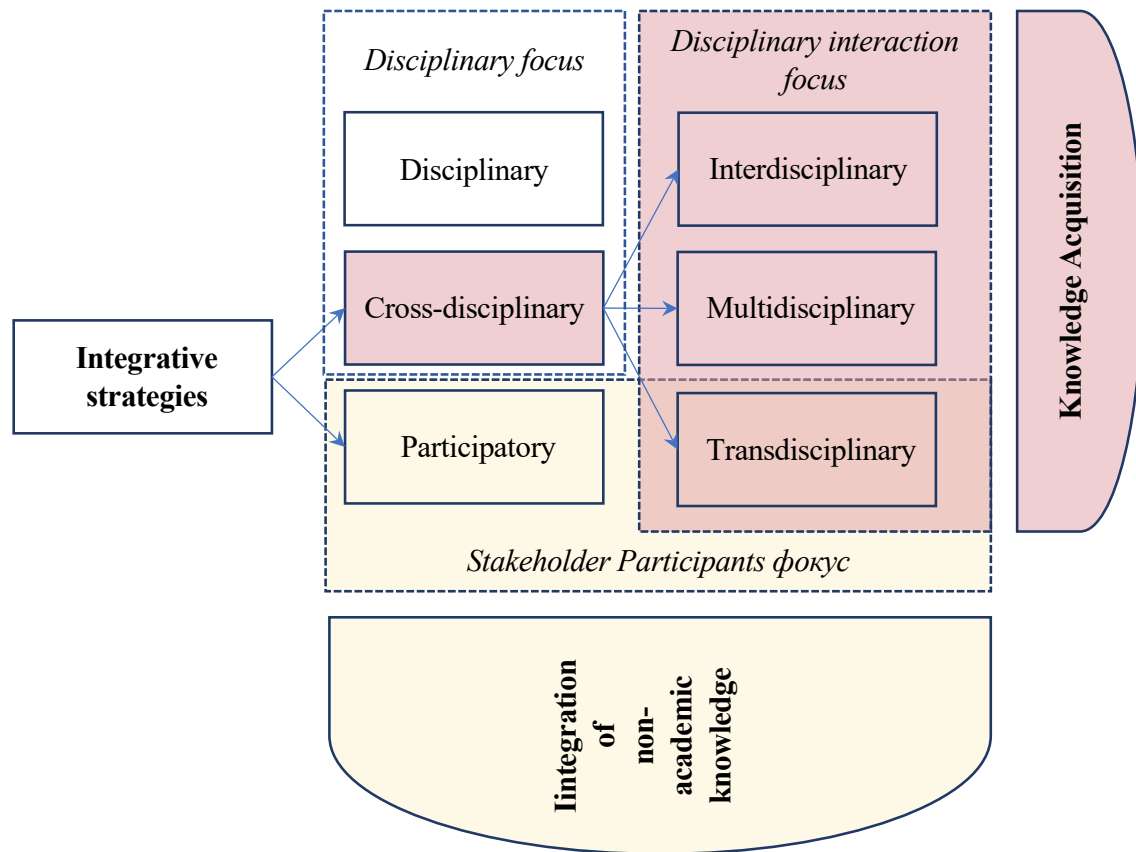 Disciplinary focus
Disciplinary interaction
focus
Disciplinary
Interdisciplinary
Cross-disciplinary
Multidisciplinary
Integrative
strategies
Participatory
Transdisciplinary
Stakeholder Participants фокус
Knowledge Acquisition
Iintegration
of
non-
academic
knowledge